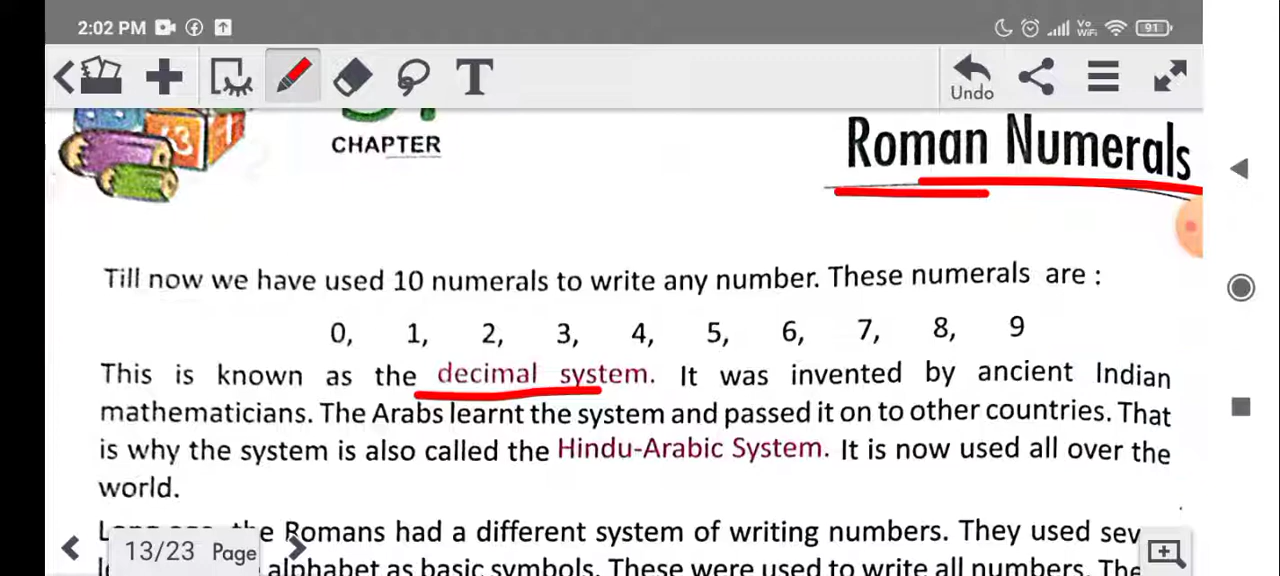 2:02 PM
Vo
WiFi
91
T
Undo
CHAPTER
Roman Numerals
Till now we have used 10 numerals to write any number. These numerals are :
0, 1, 2, 3, 4, 5, 6, 7, 8, 9
This is known as the decimal system. It was invented by ancient Indian
mathematicians. The Arabs learnt the system and passed it on to other countries. That
is why the system is also called the Hindu-Arabic System. It is now used all over the
world.
the Romans had a different system of writing numbers. They used
alphabet as basic symbols. These were used to write all numbers. The
13/23 Page